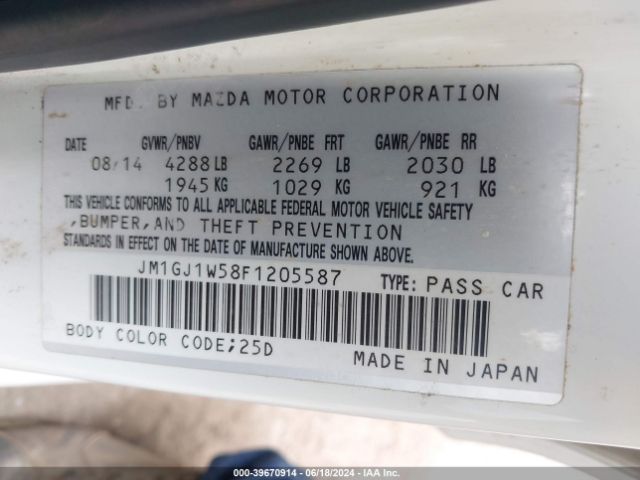 MFD. BY MAZDA MOTOR CORPORATION
DATE GVWR/PNBV GAWR/PNBE FRT GAWR/PNBE RR
08/14 4288 LB 2269 LB 2030 LB
1945 KG 1029 KG 921 KG
THIS VEHICLE CONFORMS TO ALL APPLICABLE FEDERAL MOTOR VEHICLE SAFETY
,BUMPER,AND THEFT PREVENTION
STANDARDS IN EFFECT ON THE DATE OF MANUFACTURE SHOWN ABOVE.
JM1GJ1W58F1205587 TYPE: PASS CAR
BODY COLOR CODE;25D
MADE IN JAPAN
000-39670914 - 06/18/2024 - IAA Inc.